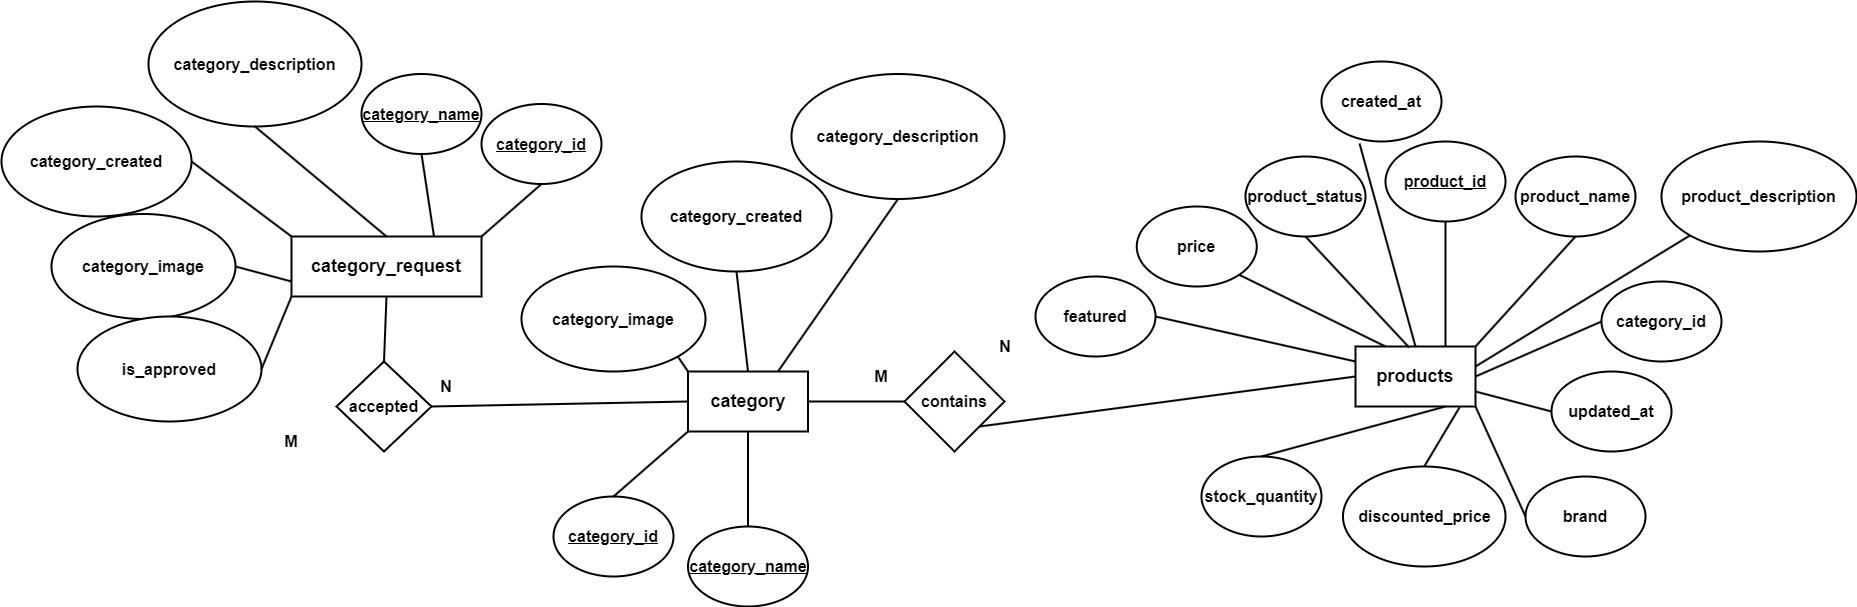 category_description
category_name
category_id
category_created
category_request
category_image
is_approved
accepted
N
M
category_description
category_created
category_image
category
category_id
category_name
M
contains
N
created_at
product_id
product_status
product_name
product_description
price
featured
products
category_id
updated_at
stock_quantity
discounted_price
brand